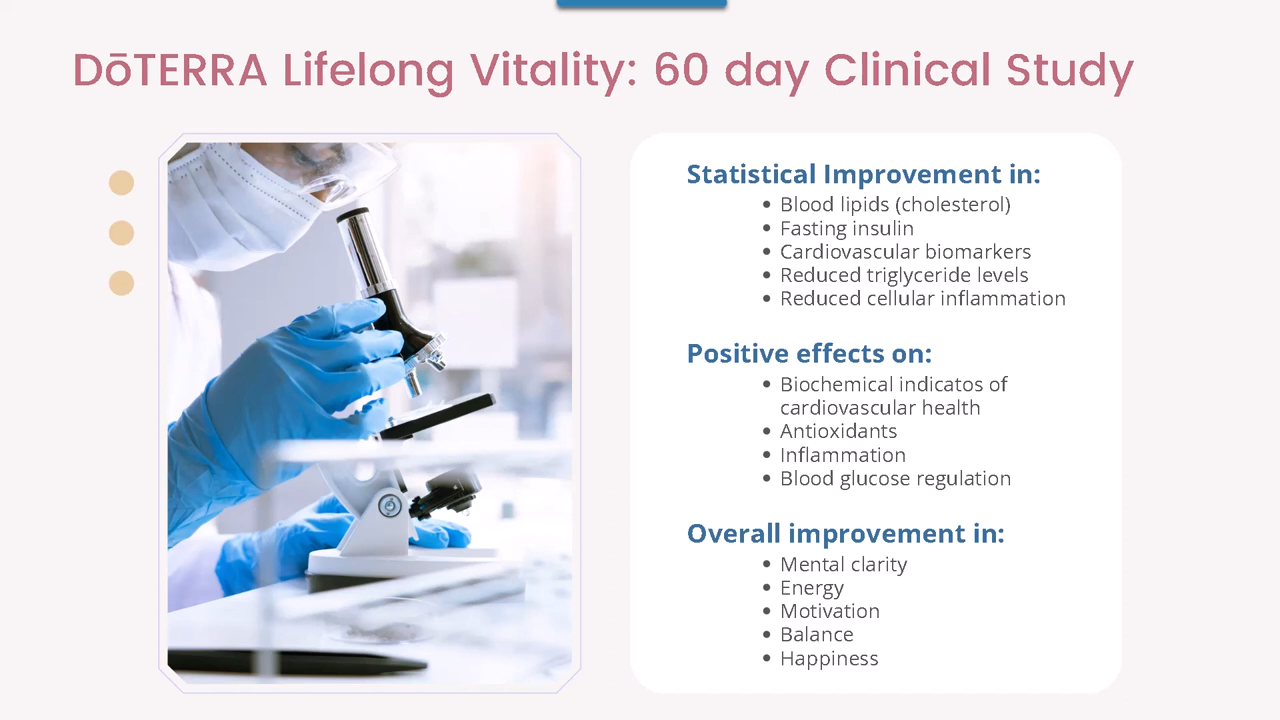 DōTERRA Lifelong Vitality: 60 day Clinical Study
Statistical Improvement in:
• Blood lipids (cholesterol)
• Fasting insulin
• Cardiovascular biomarkers
• Reduced triglyceride levels
• Reduced cellular inflammation
Positive effects on:
• Biochemical indicatos of
cardiovascular health
• Antioxidants
• Inflammation
• Blood glucose regulation
Overall improvement in:
• Mental clarity
• Energy
• Motivation
• Balance
• Happiness